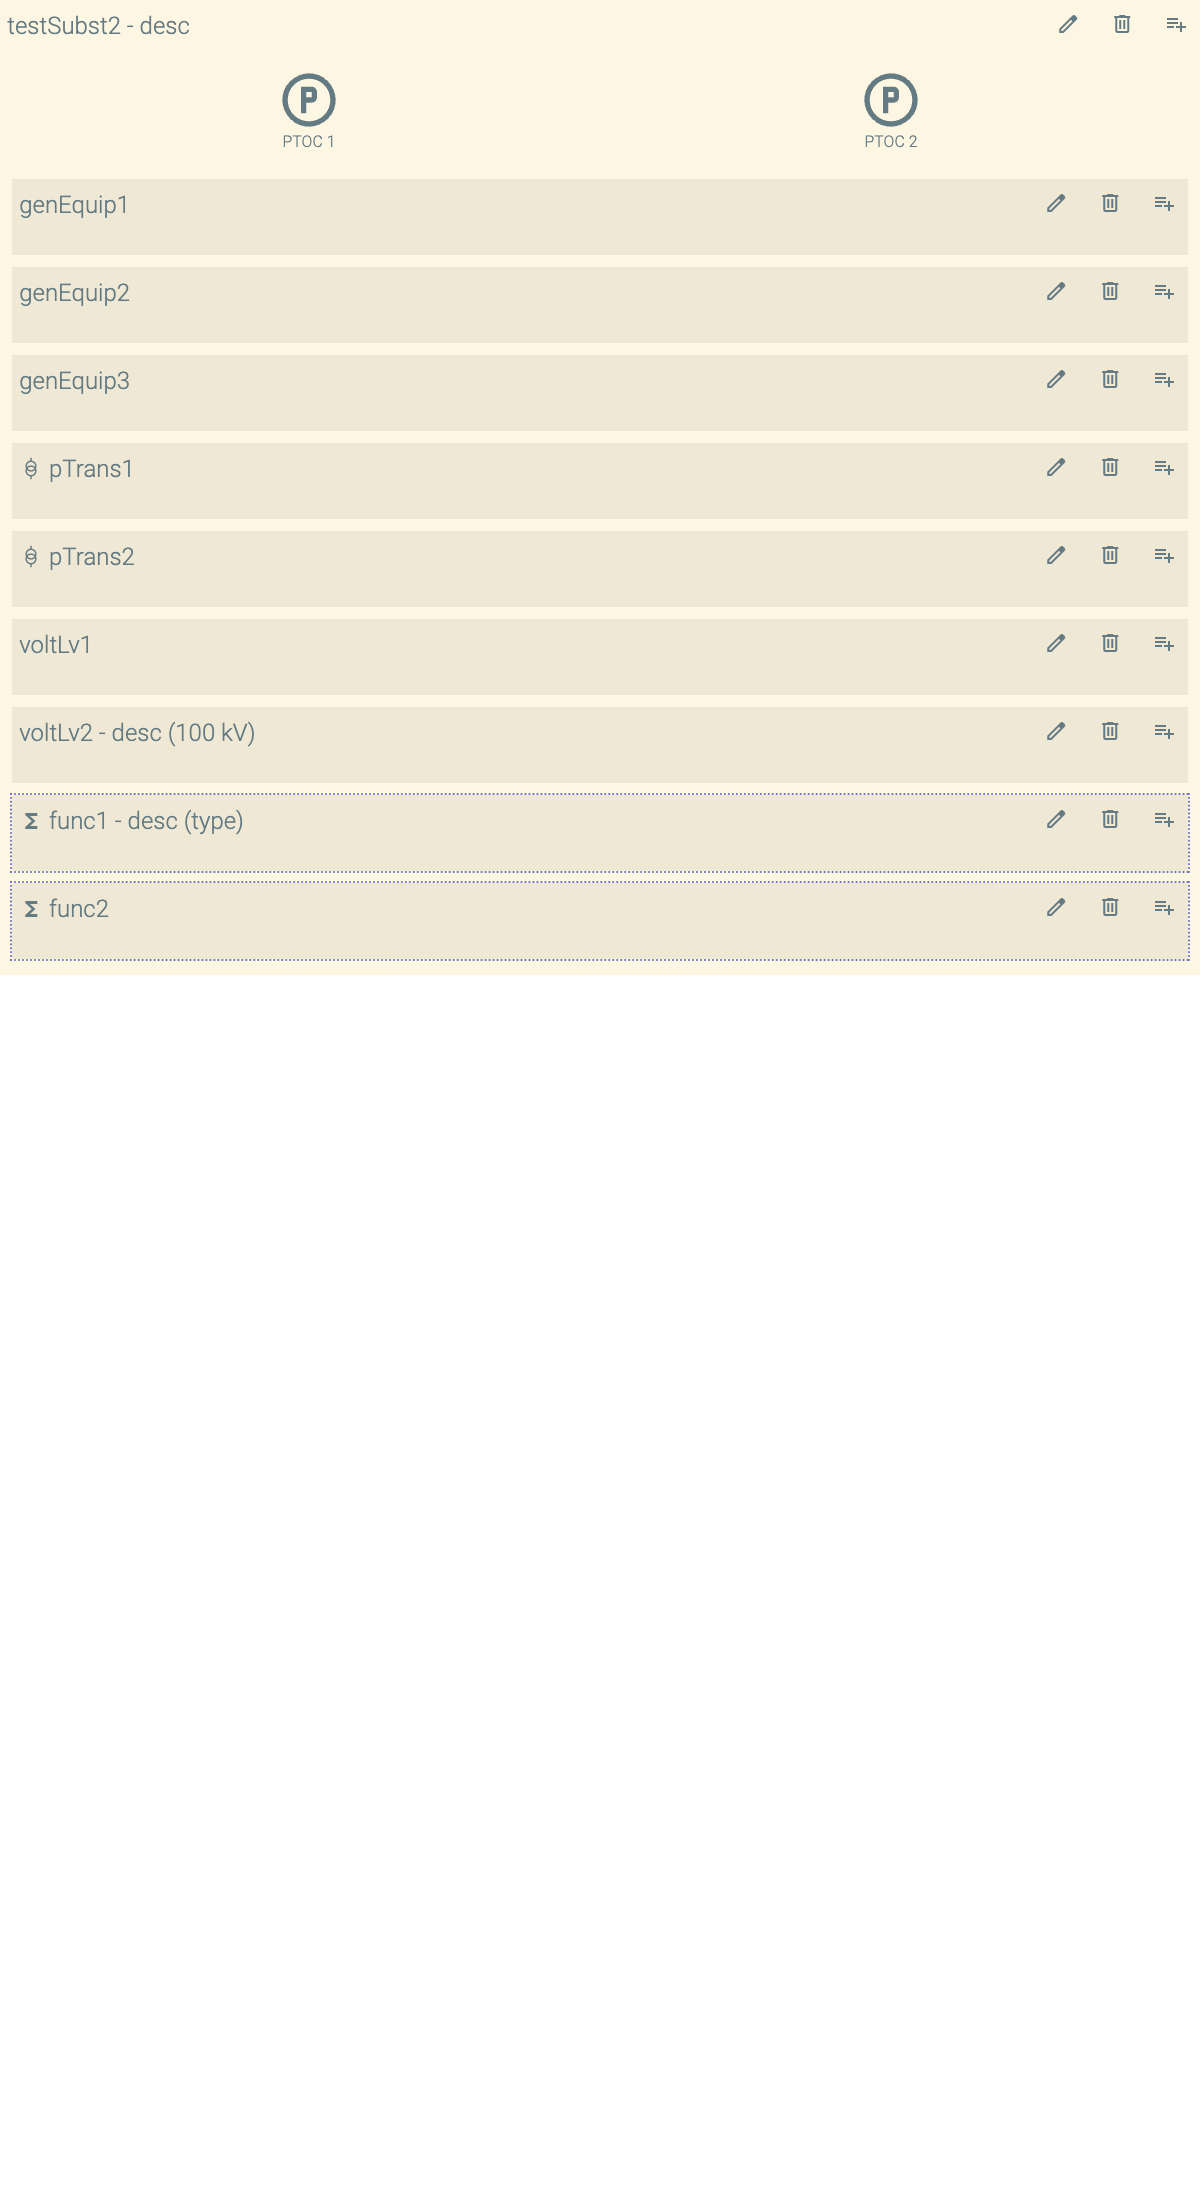 testSubst2 - desc
P P
PTOC 1 PTOC 2
genEquip1
genEquip2
genEquip3
pTrans1
pTrans2
voltLv1
voltLv2 - desc (100 kV)
Σ func1 - desc (type)
Σ func2